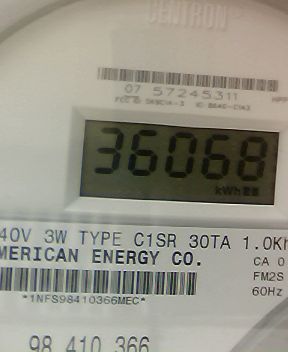 CENTRON
07 57245311
36068
kWh
40V 3W TYPE C1SR 30TA 1.0Kh
MERICAN ENERGY CO.
CA 0
FM2S
60Hz
*1NFS98410366MEC*
98 410 366